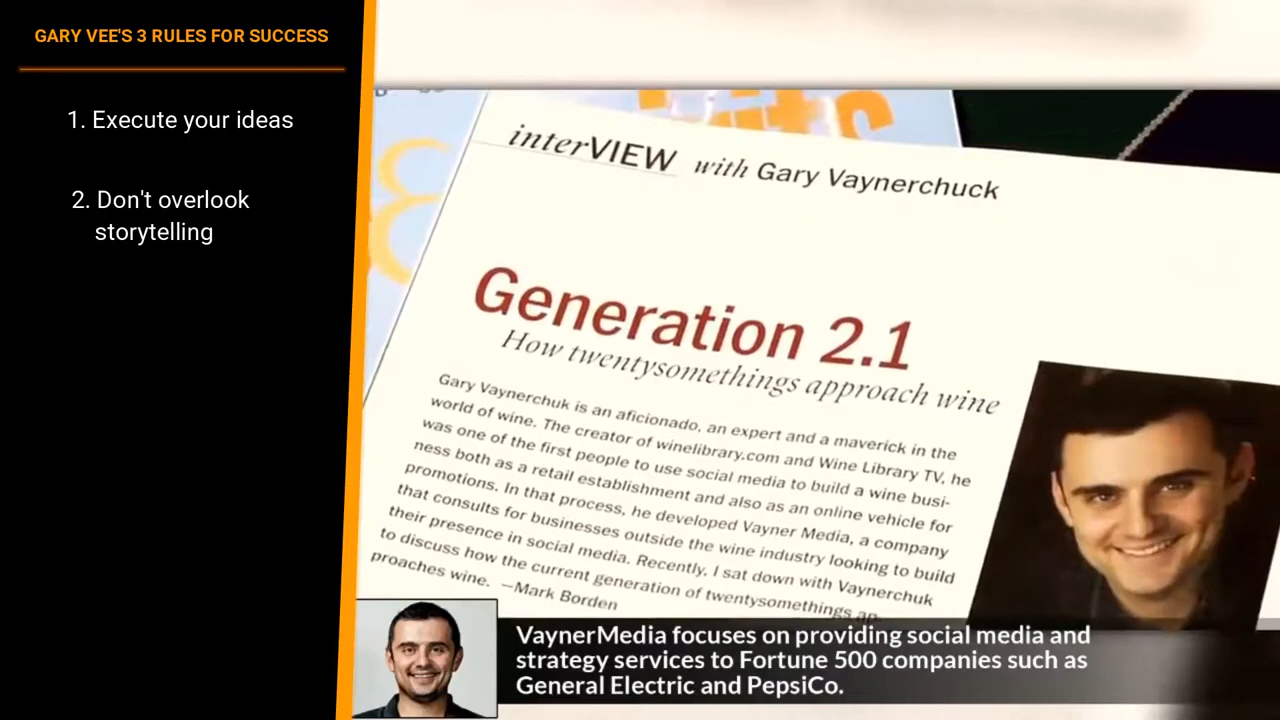 GARY VEE'S 3 RULES FOR SUCCESS
1. Execute your ideas
2. Don't overlook
storytelling
interVIEW with Gary Vaynerchuck
Generation 2.1
How twentysomethings approach wine
Gary Vaynerchuk is an aficionado, an expert and a maverick in the
world of wine. The creator of winelibrary.com and Wine Library TV, he
was one of the first people to use social media to build a wine busi-
ness both as a retail establishment and also as an online vehicle for
promotions. In that process, he developed Vayner Media, a company
that consults for businesses outside the wine industry looking to build
their presence in social media. Recently, I sat down with Vaynerchuk
to discuss how the current generation of twentysomethings ap-
proaches wine. —Mark Borden
VaynerMedia focuses on providing social media and
strategy services to Fortune 500 companies such as
General Electric and PepsiCo.